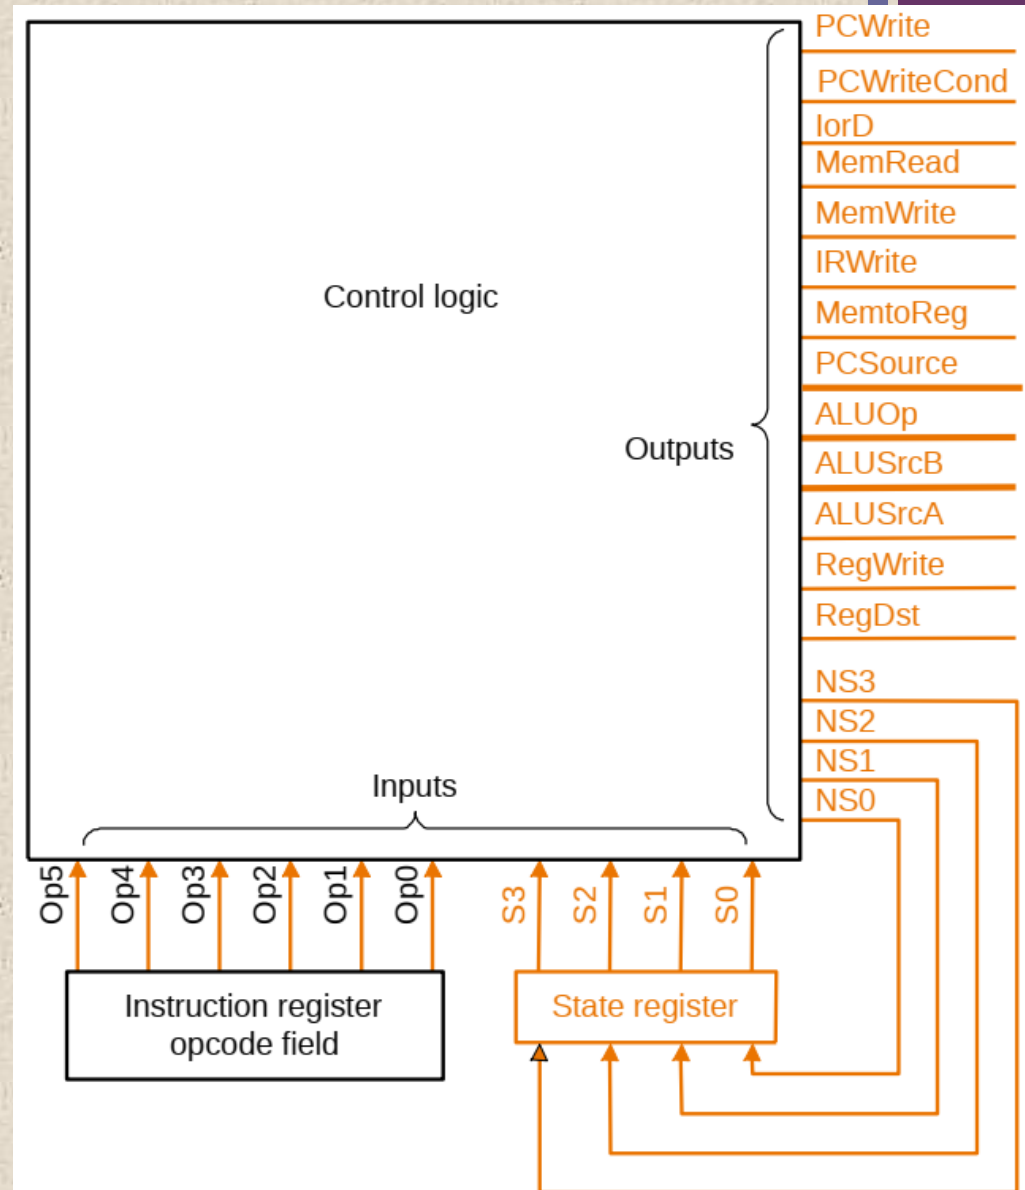 PCWrite
PCWriteCond
IorD
MemRead
MemWrite
IRWrite
Control logic
MemtoReg
PCSource
ALUOp
Outputs
ALUSrcB
ALUSrcA
RegWrite
RegDst
NS3
NS2
NS1
Inputs
NS0
Op5
Op4
Op3
Op2
Op1
Op0
S3
S2
S1
S0
Instruction register
opcode field
State register